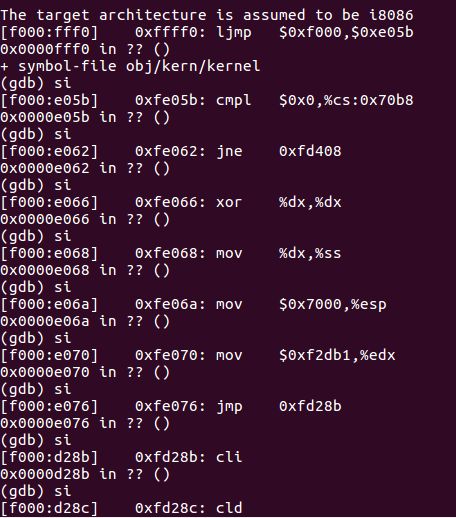 The target architecture is assumed to be i8086
[f000:fff0]    0xffff0: ljmp   $0xf000,$0xe05b
0x0000fff0 in ?? ()
+ symbol-file obj/kern/kernel
(gdb) si
[f000:e05b]    0xfe05b: cmpl   $0x0,%cs:0x70b8
0x0000e05b in ?? ()
(gdb) si
[f000:e062]    0xfe062: jne    0xfd408
0x0000e062 in ?? ()
(gdb) si
[f000:e066]    0xfe066: xor    %dx,%dx
0x0000e066 in ?? ()
(gdb) si
[f000:e068]    0xfe068: mov    %dx,%ss
0x0000e068 in ?? ()
(gdb) si
[f000:e06a]    0xfe06a: mov    $0x7000,%esp
0x0000e06a in ?? ()
(gdb) si
[f000:e070]    0xfe070: mov    $0xf2db1,%edx
0x0000e070 in ?? ()
(gdb) si
[f000:e076]    0xfe076: jmp    0xfd28b
0x0000e076 in ?? ()
(gdb) si
[f000:d28b]    0xfd28b: cli
0x0000d28b in ?? ()
(gdb) si
[f000:d28c]    0xfd28c: cld